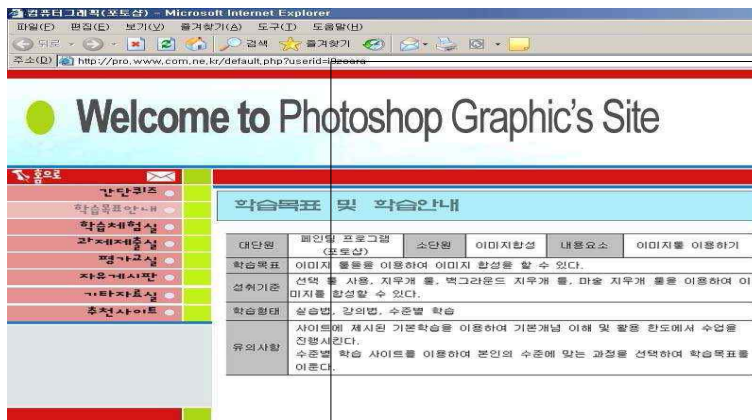 컴퓨터그래픽(포토샵) - Microsoft Internet Explorer
파일(F) 편집(E) 보기(V) 즐겨찾기(A) 도구(T) 도움말(H)
뒤로 검색 즐겨찾기
주소(D) http://pro.www.com.ne.kr/default.php?userid=
Welcome to Photoshop Graphic's Site
홈으로
간단퀴즈
학습목표안내
학습체험실
과제제출실
평가교실
자유게시판
기타자료실
추천사이트
학습목표 및 학습안내
대단원 페인팅 프로그램 (포토샵) 소단원 이미지합성 내용요소 이미지툴 이용하기
학습목표 이미지 툴들을 이용하여 이미지 합성을 할 수 있다.
성취기준 선택 툴 사용, 지우개 툴, 백그라운드 지우개 툴, 마술 지우개 툴을 이용하여 이
미지를 합성할 수 있다.
학습형태 실습법, 강의법, 수준별 학습
유의사항 사이트에 제시된 기본학습을 이용하여 기본개념 이해 및 활용 한도에서 수업을
진행시킨다.
수준별 학습 사이트를 이용하여 본인의 수준에 맞는 과정을 선택하여 학습목표를
이룬다.